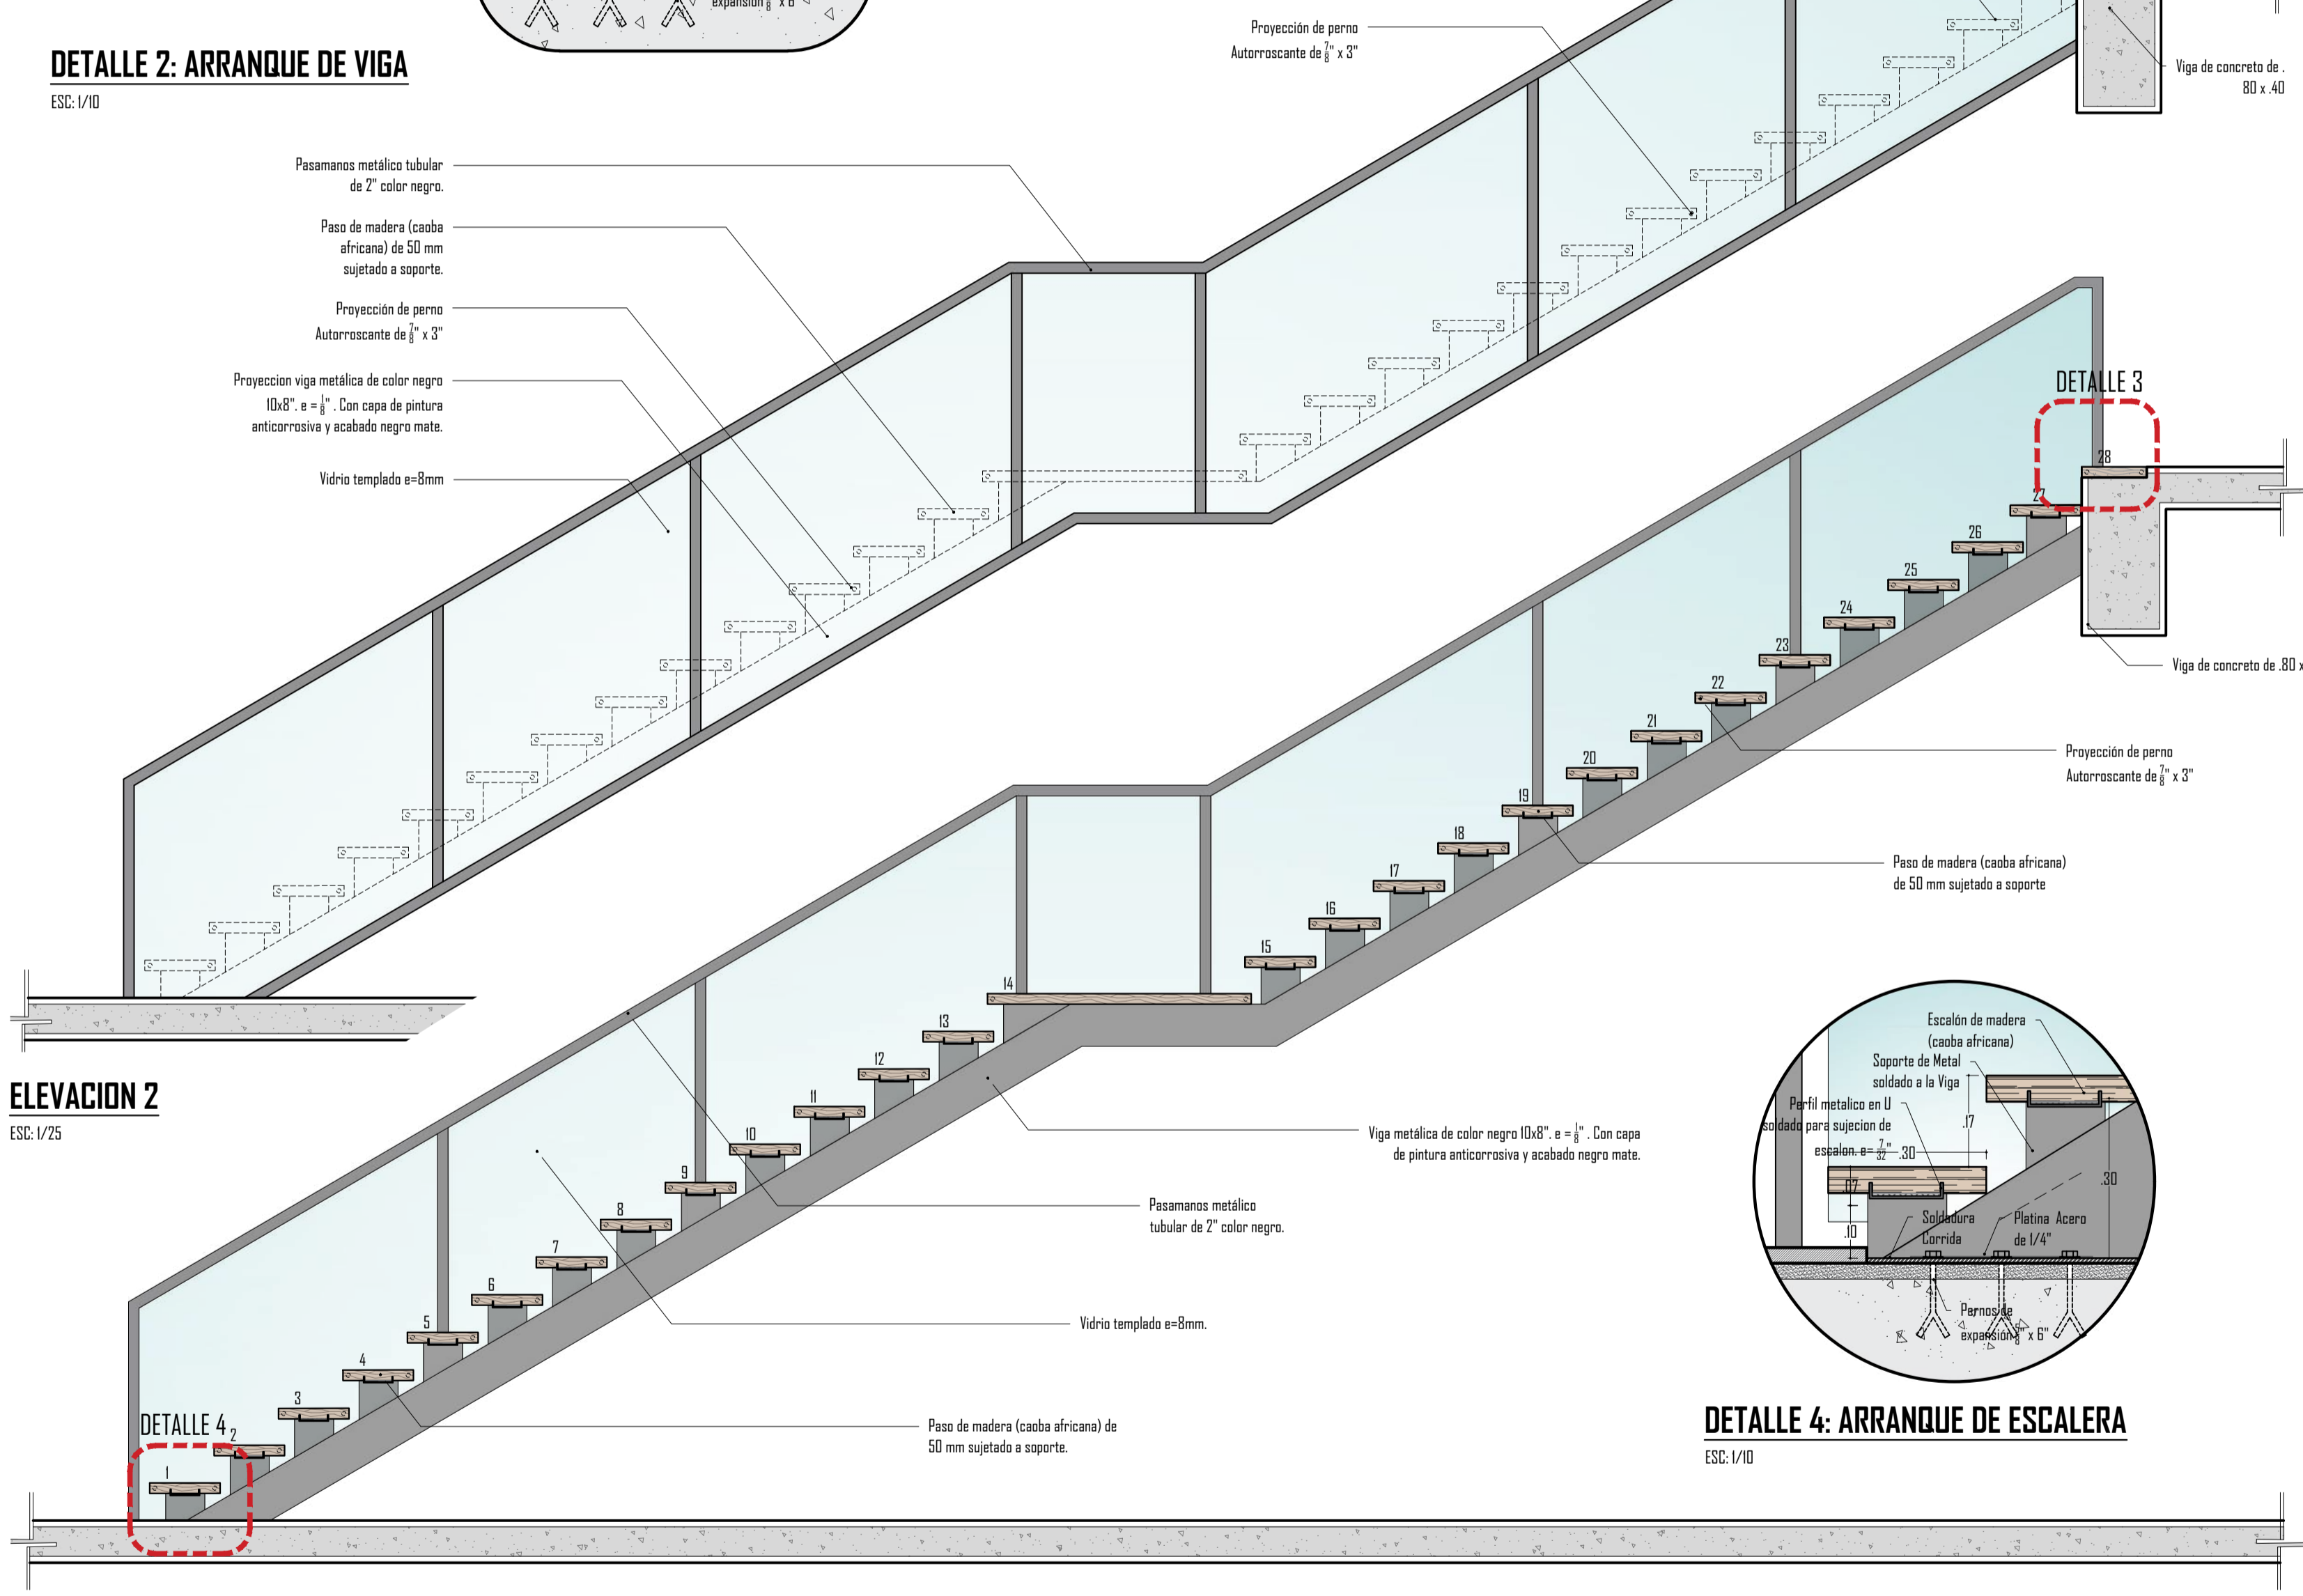 expansión 5/8" x 6"
DETALLE 2: ARRANQUE DE VIGA
ESC: 1/10
Proyección de perno
Autorroscante de 7/8" x 3"
Viga de concreto de .
80 x .40
Pasamanos metálico tubular
de 2" color negro.
Paso de madera (caoba
africana) de 50 mm
sujetado a soporte.
Proyección de perno
Autorroscante de 7/8" x 3"
Proyeccion viga metálica de color negro
10x8". e = 1/8" . Con capa de pintura
anticorrosiva y acabado negro mate.
Vidrio templado e=8mm
ELEVACION 2
ESC: 1/25
DETALLE 3
28
27
26
25
24
23
22
21
20
19
18
17
16
15
14
13
12
11
10
9
8
7
6
5
4
3
2
1
DETALLE 4
Viga de concreto de .80 x
Proyección de perno
Autorroscante de 7/8" x 3"
Paso de madera (caoba africana)
de 50 mm sujetado a soporte
Viga metálica de color negro 10x8". e = 1/8" . Con capa
de pintura anticorrosiva y acabado negro mate.
Pasamanos metálico
tubular de 2" color negro.
Vidrio templado e=8mm.
Paso de madera (caoba africana) de
50 mm sujetado a soporte.
Escalón de madera
(caoba africana)
Soporte de Metal
soldado a la Viga
Perfil metalico en U
soldado para sujecion de
escalon. e= 7/32"
.30
.17
.30
.07
.10
Soldadura
Corrida
Platina Acero
de 1/4"
Pernos de
expansión 5/8" x 6"
DETALLE 4: ARRANQUE DE ESCALERA
ESC: 1/10